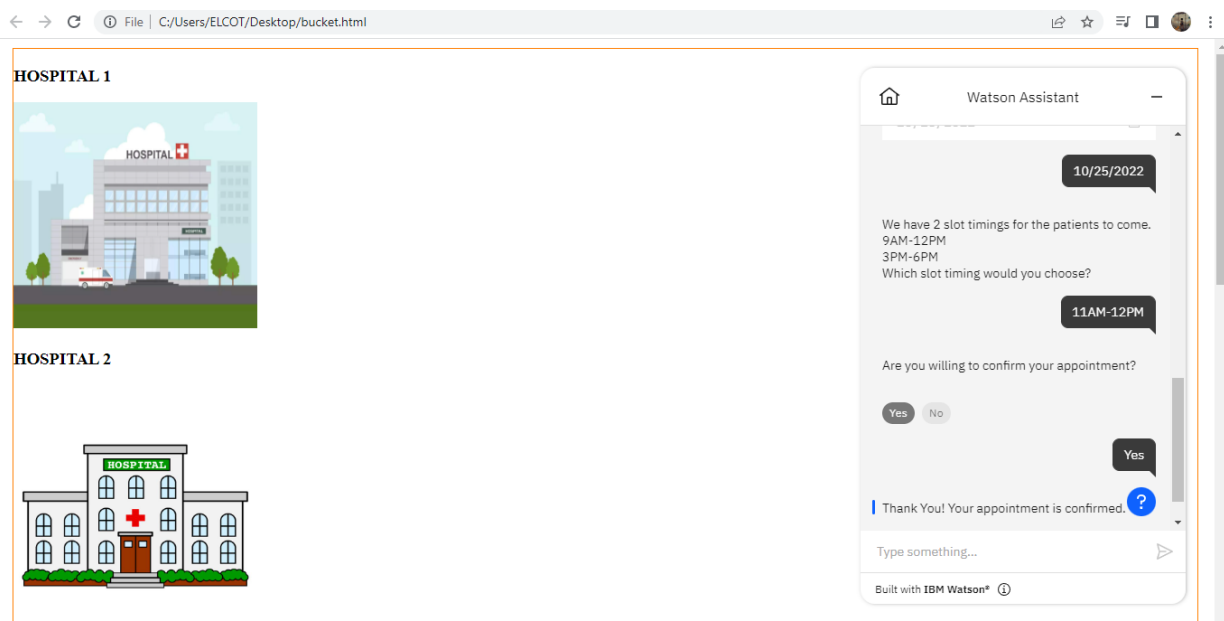 File
C:/Users/ELCOT/Desktop/bucket.html
HOSPITAL 1
HOSPITAL
HOSPITAL
HOSPITAL 2
HOSPITAL
Watson Assistant
10/25/2022
We have 2 slot timings for the patients to come.
9AM-12PM
3PM-6PM
Which slot timing would you choose?
11AM-12PM
Are you willing to confirm your appointment?
Yes
No
Yes
Thank You! Your appointment is confirmed.
?
Type something...
Built with IBM Watson®